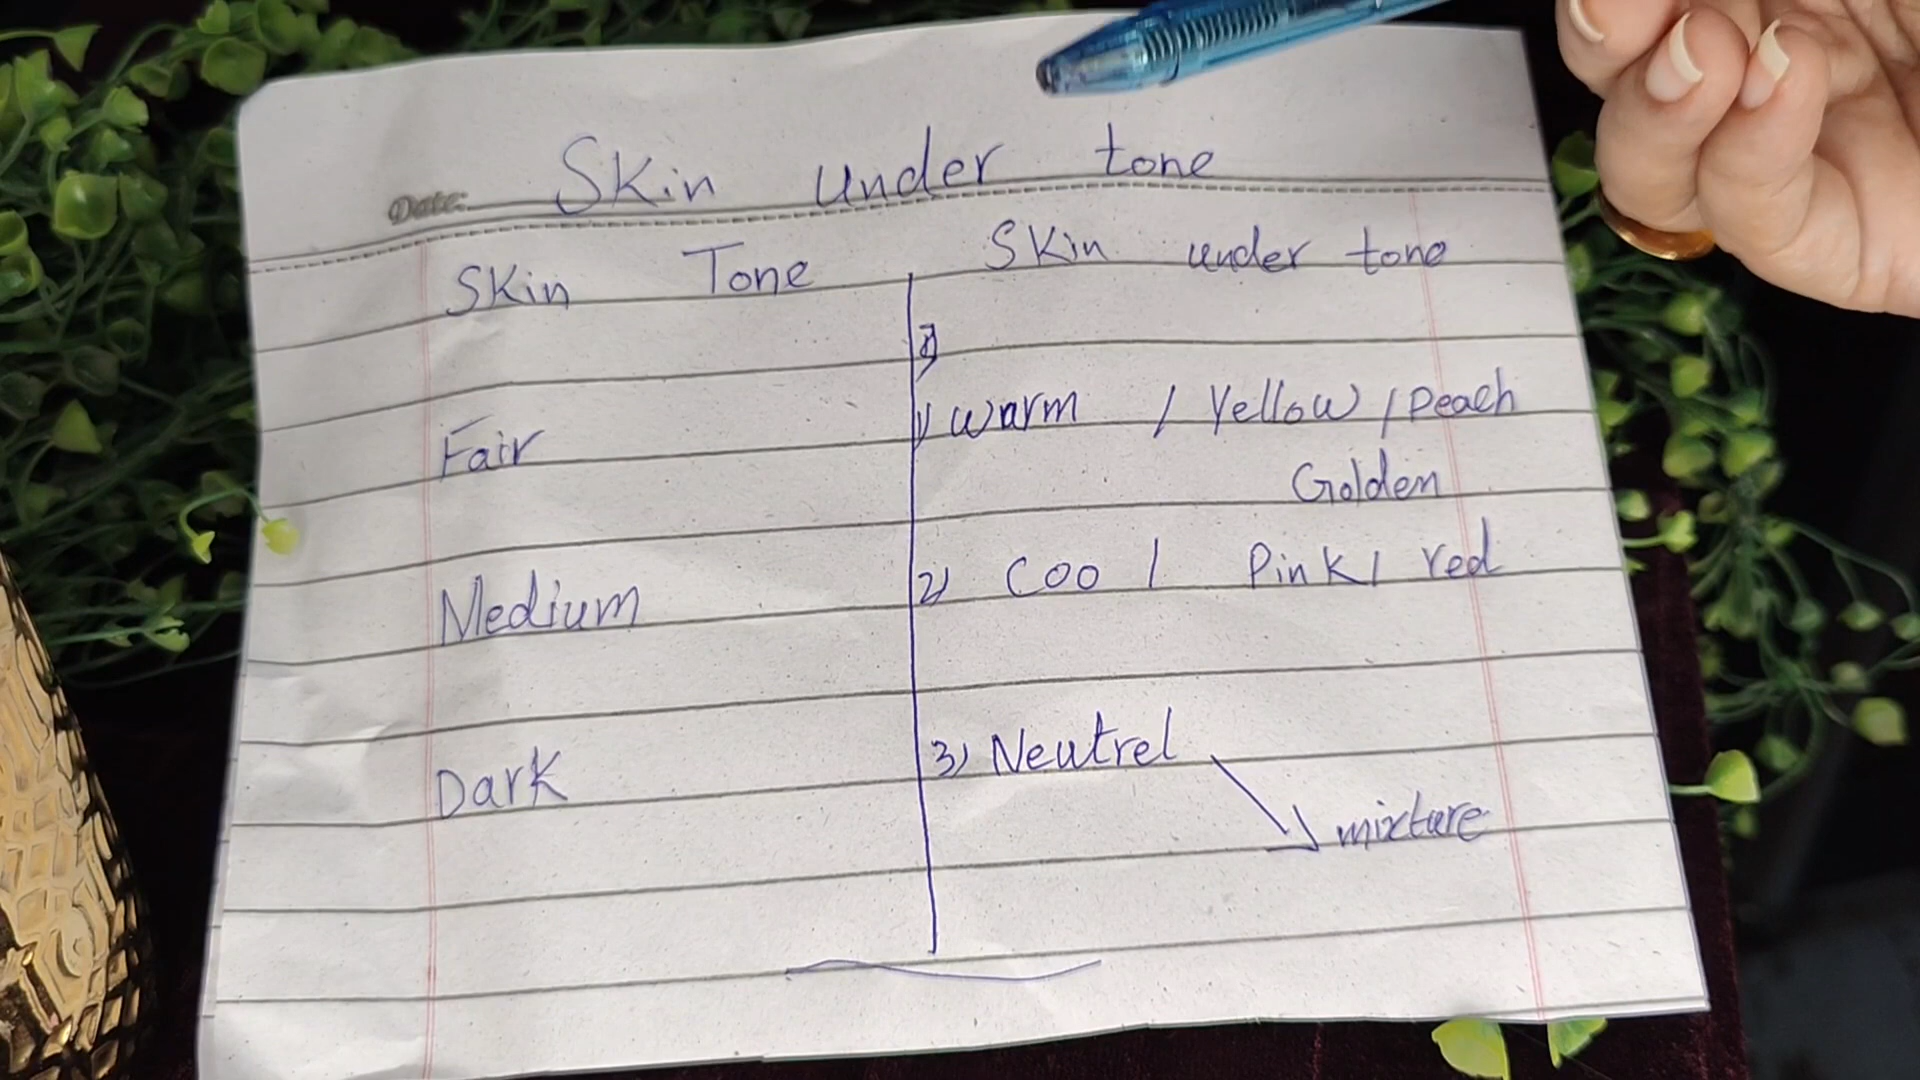 Skin under tone
Date:
Skin Tone
Skin under tone
Fair
Medium
Dark
1) Warm / Yellow / Peach
Golden
2) Cool Pink / red
3) Neutrel
mixture